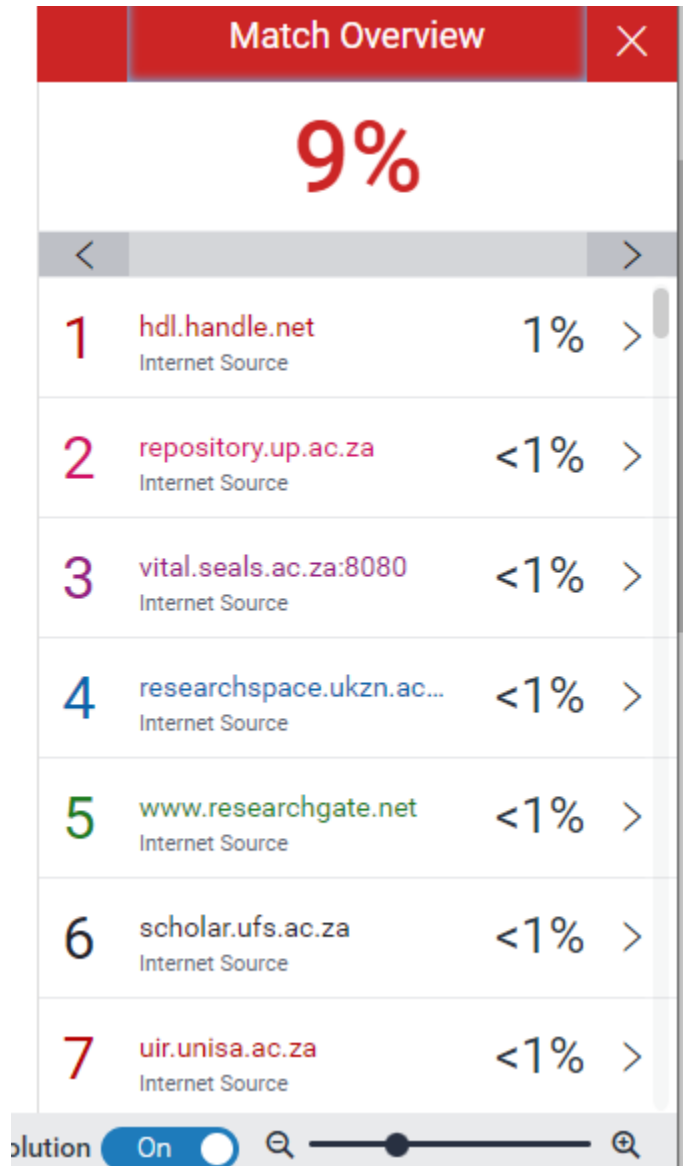 Match Overview
9%
1 hdl.handle.net 1%
Internet Source
2 repository.up.ac.za <1%
Internet Source
3 vital.seals.ac.za:8080 <1%
Internet Source
4 researchspace.ukzn.ac... <1%
Internet Source
5 www.researchgate.net <1%
Internet Source
6 scholar.ufs.ac.za <1%
Internet Source
7 uir.unisa.ac.za <1%
Internet Source
olution On